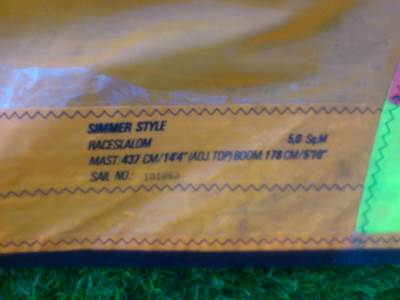 SIMMER STYLE
RACESLALOM 5,0 Sq.M
MAST: 437 CM/14'4" (ADJ. TOP) BOOM: 178 CM/5'10"
SAIL NO.: